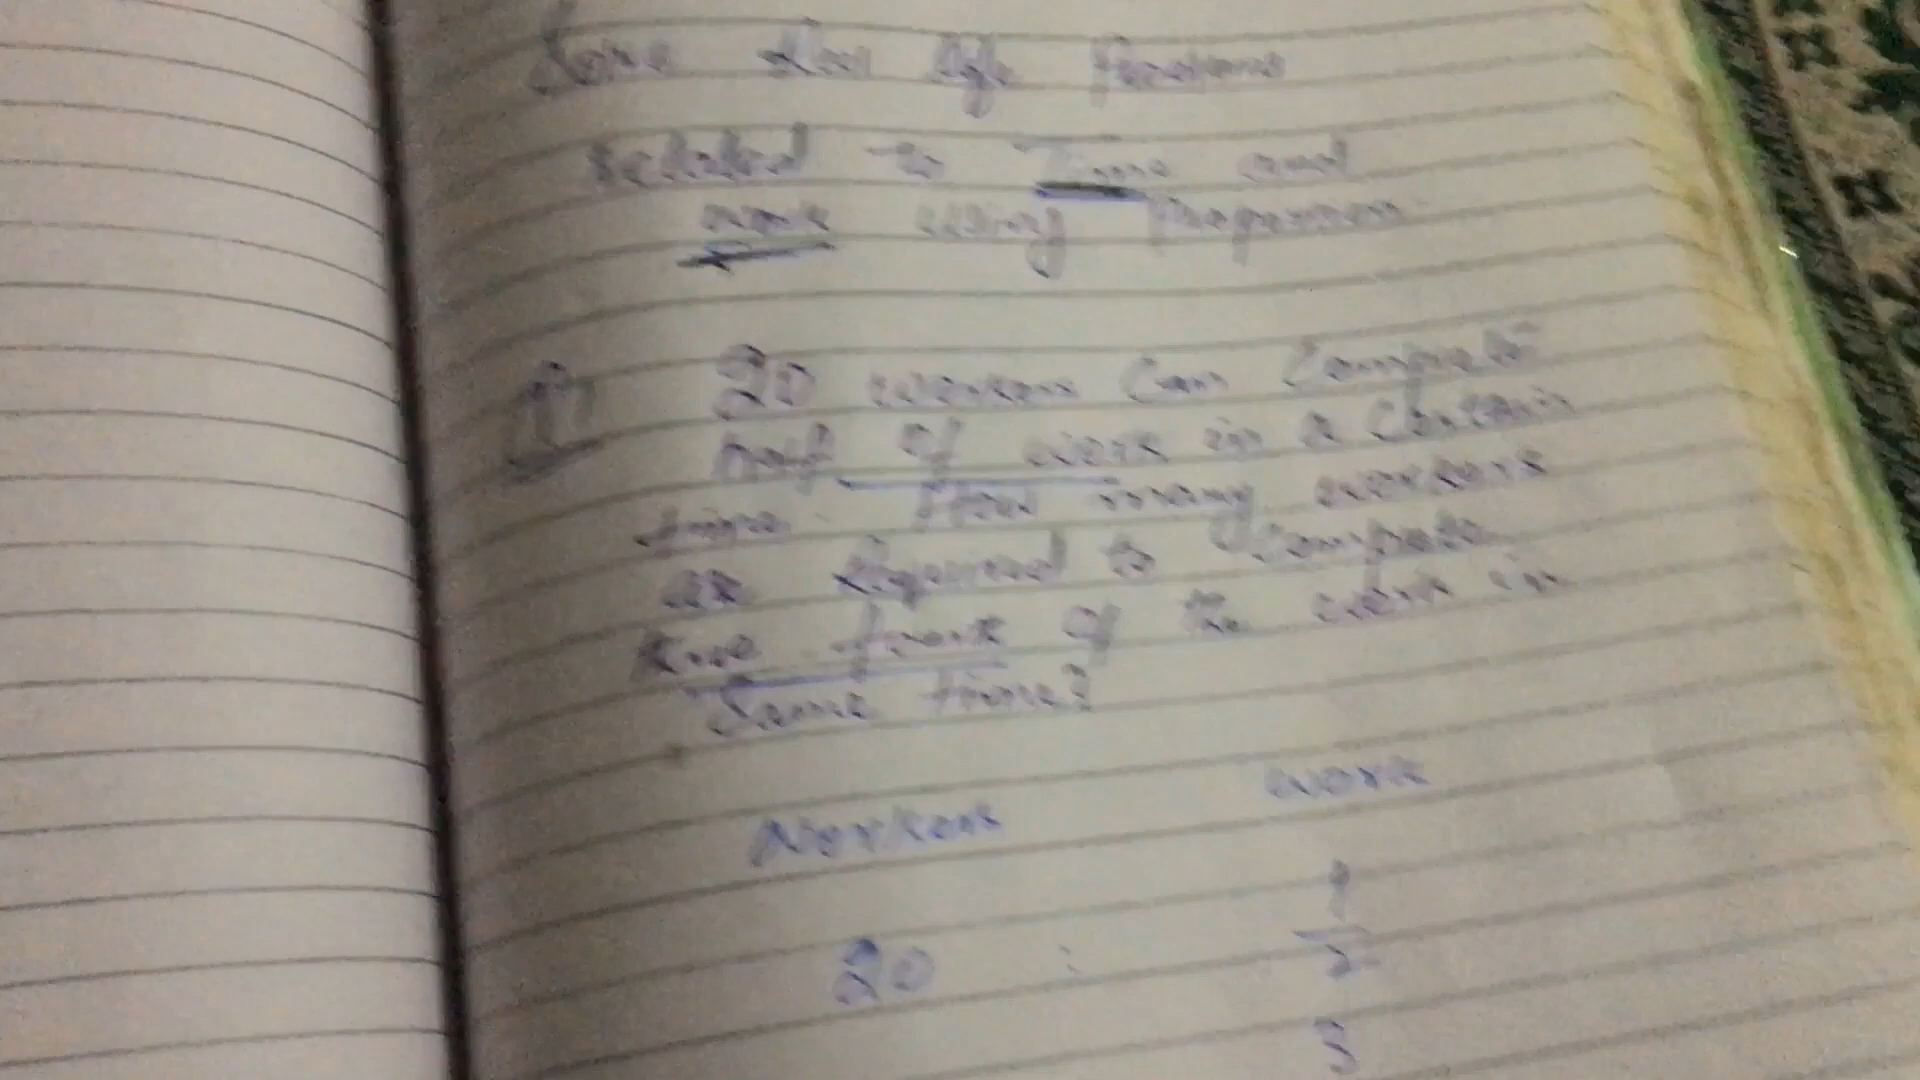 Some Real life Problems
related to Time and
work using Proportion
20 workers can complete
half of work in a certain
time. How many workers
are required to complete
the work in
Same time?
Workers work
20 : 1
2
3